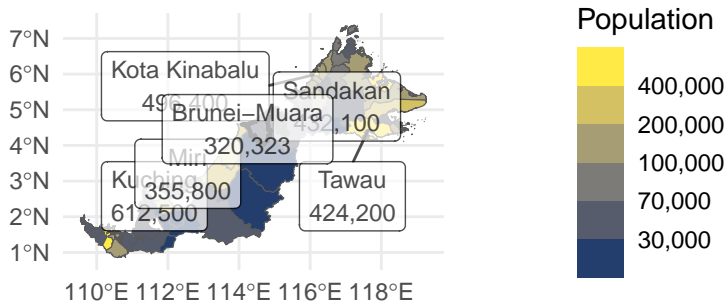 Population
400,000
200,000
100,000
70,000
30,000
7°N
6°N
5°N
4°N
3°N
2°N
1°N
Kota Kinabalu
496,400
Sandakan
432,100
Brunei–Muara
320,323
Miri
355,800
Kuching
612,500
Tawau
424,200
110°E 112°E 114°E 116°E 118°E